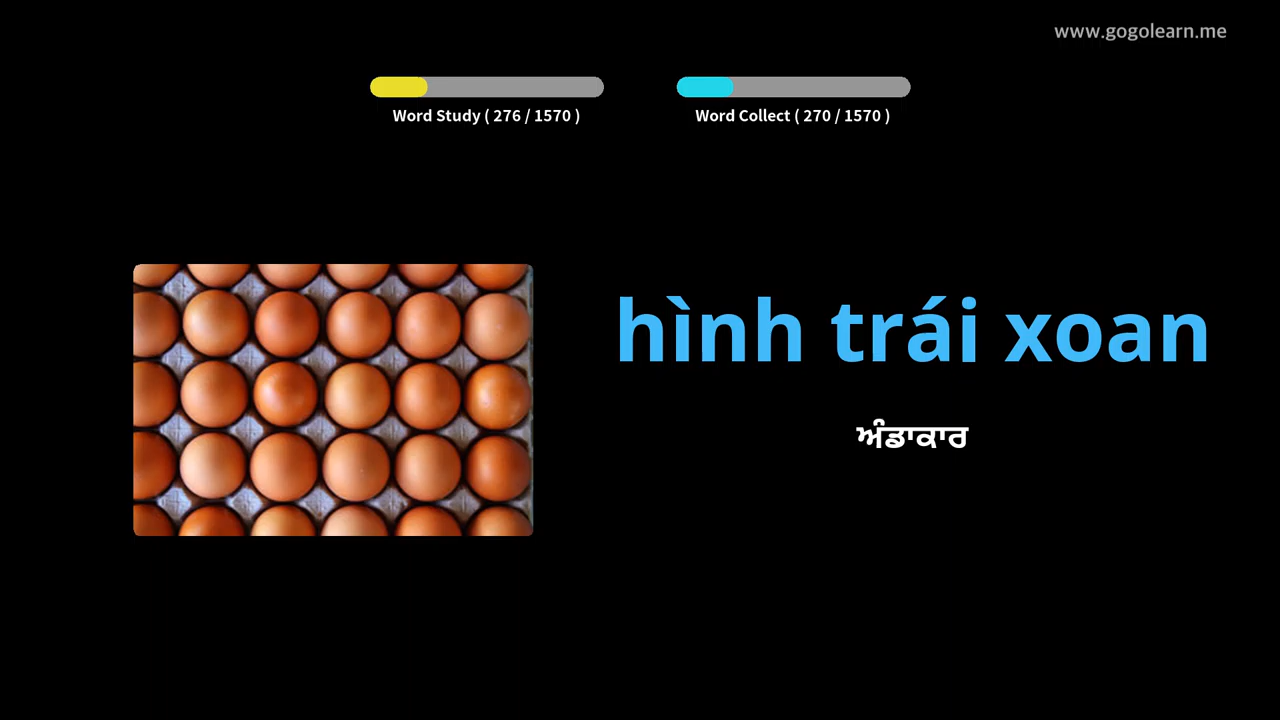 www.gogolearn.me
Word Study ( 276 / 1570 )
Word Collect ( 270 / 1570 )
hình trái xoan
ਅੰਡਾਕਾਰ